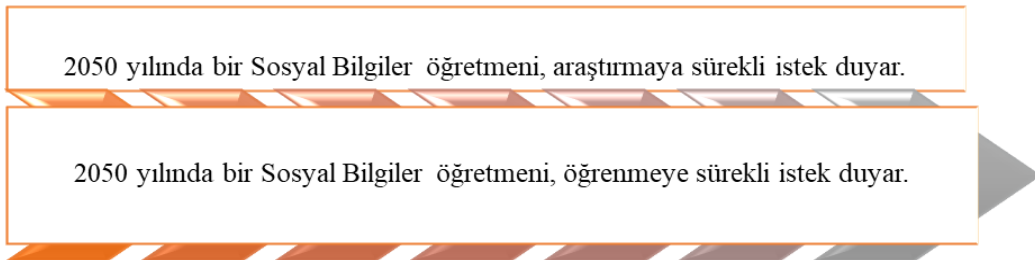 2050 yılında bir Sosyal Bilgiler öğretmeni, araştırmaya sürekli istek duyar.
2050 yılında bir Sosyal Bilgiler öğretmeni, öğrenmeye sürekli istek duyar.